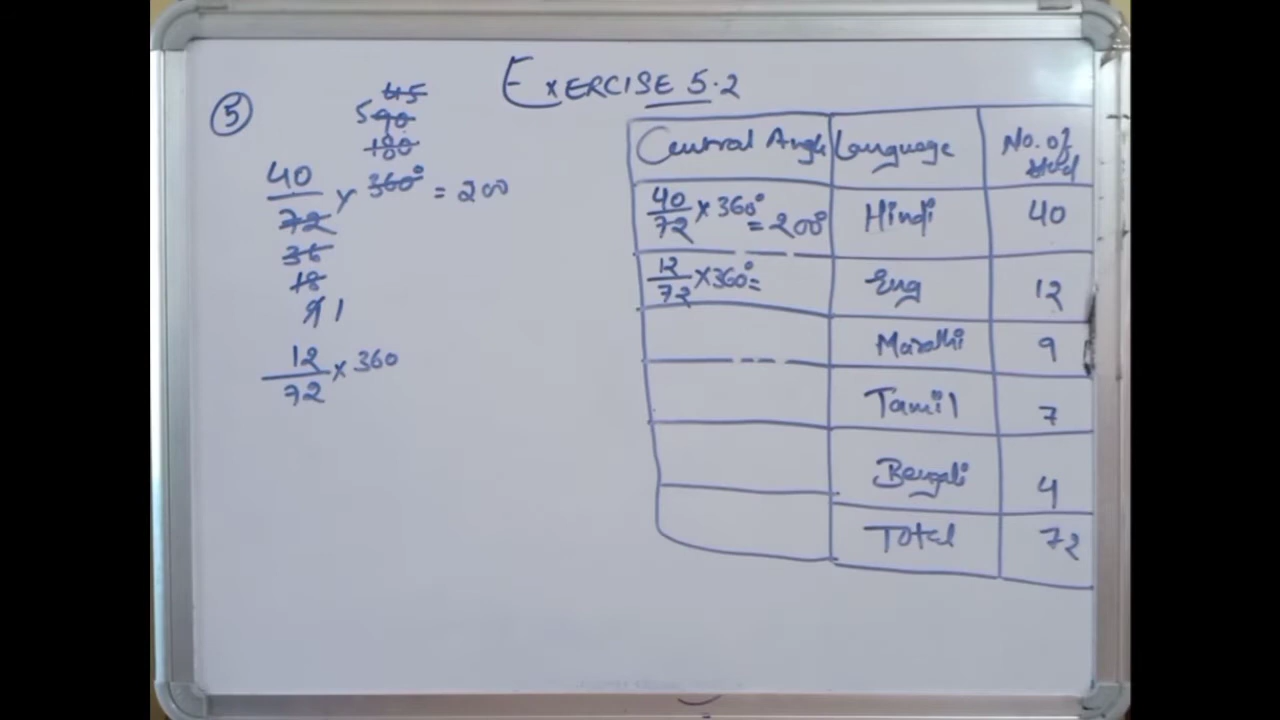 EXERCISE 5.2
5
45
5 90
180
40/72 × 360° = 200
36
18
9 1
12/72 × 360
Central Angle Language No. of Stud
40/72 × 360° = 200° Hindi 40
12/72 × 360° = Eng 12
Marathi 9
Tamil 7
Bengali 4
Total 72